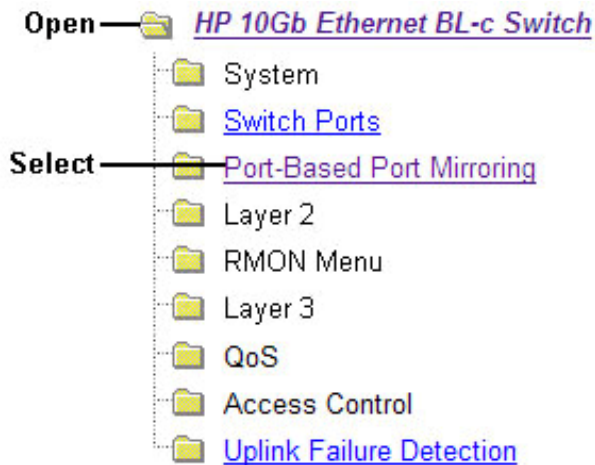 Open HP 10Gb Ethernet BL-c Switch
System
Switch Ports
Select Port-Based Port Mirroring
Layer 2
RMON Menu
Layer 3
QoS
Access Control
Uplink Failure Detection